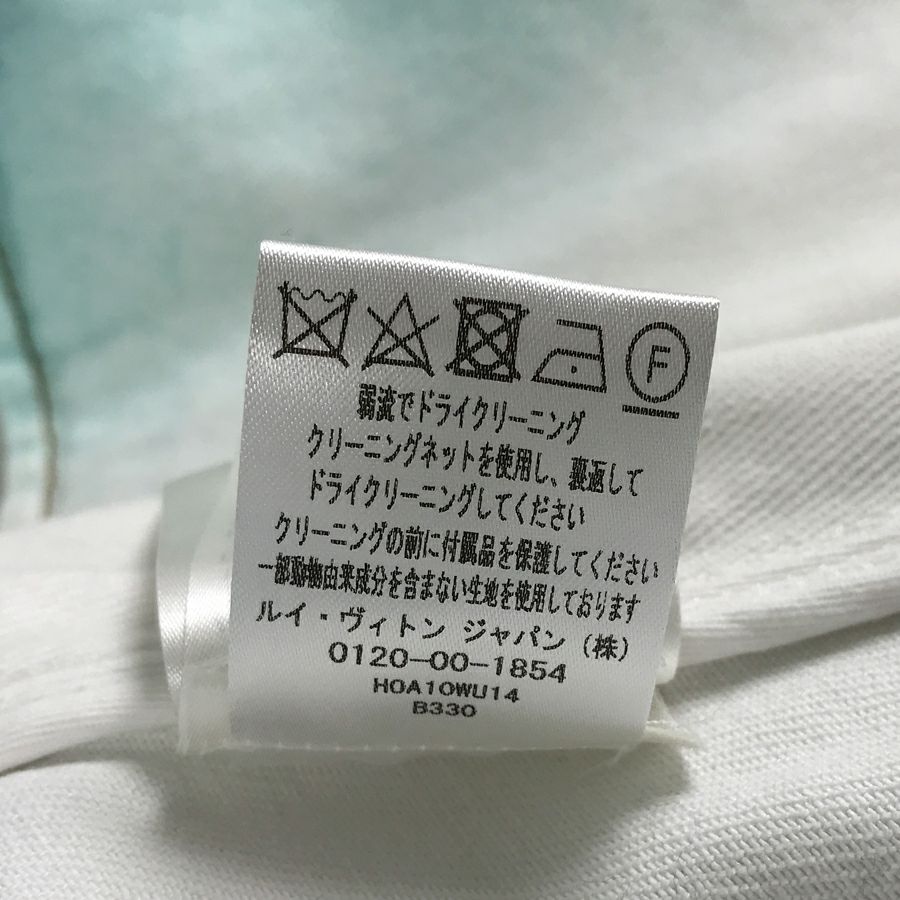 F
弱流でドライクリーニング
クリーニングネットを使用し、裏返して
ドライクリーニングしてください
クリーニングの前に付属品を保護してください
一部動物由来成分を含まない生地を使用しております
ルイ・ヴィトン ジャパン(株)
0120-00-1854
H0A10WU14
B330